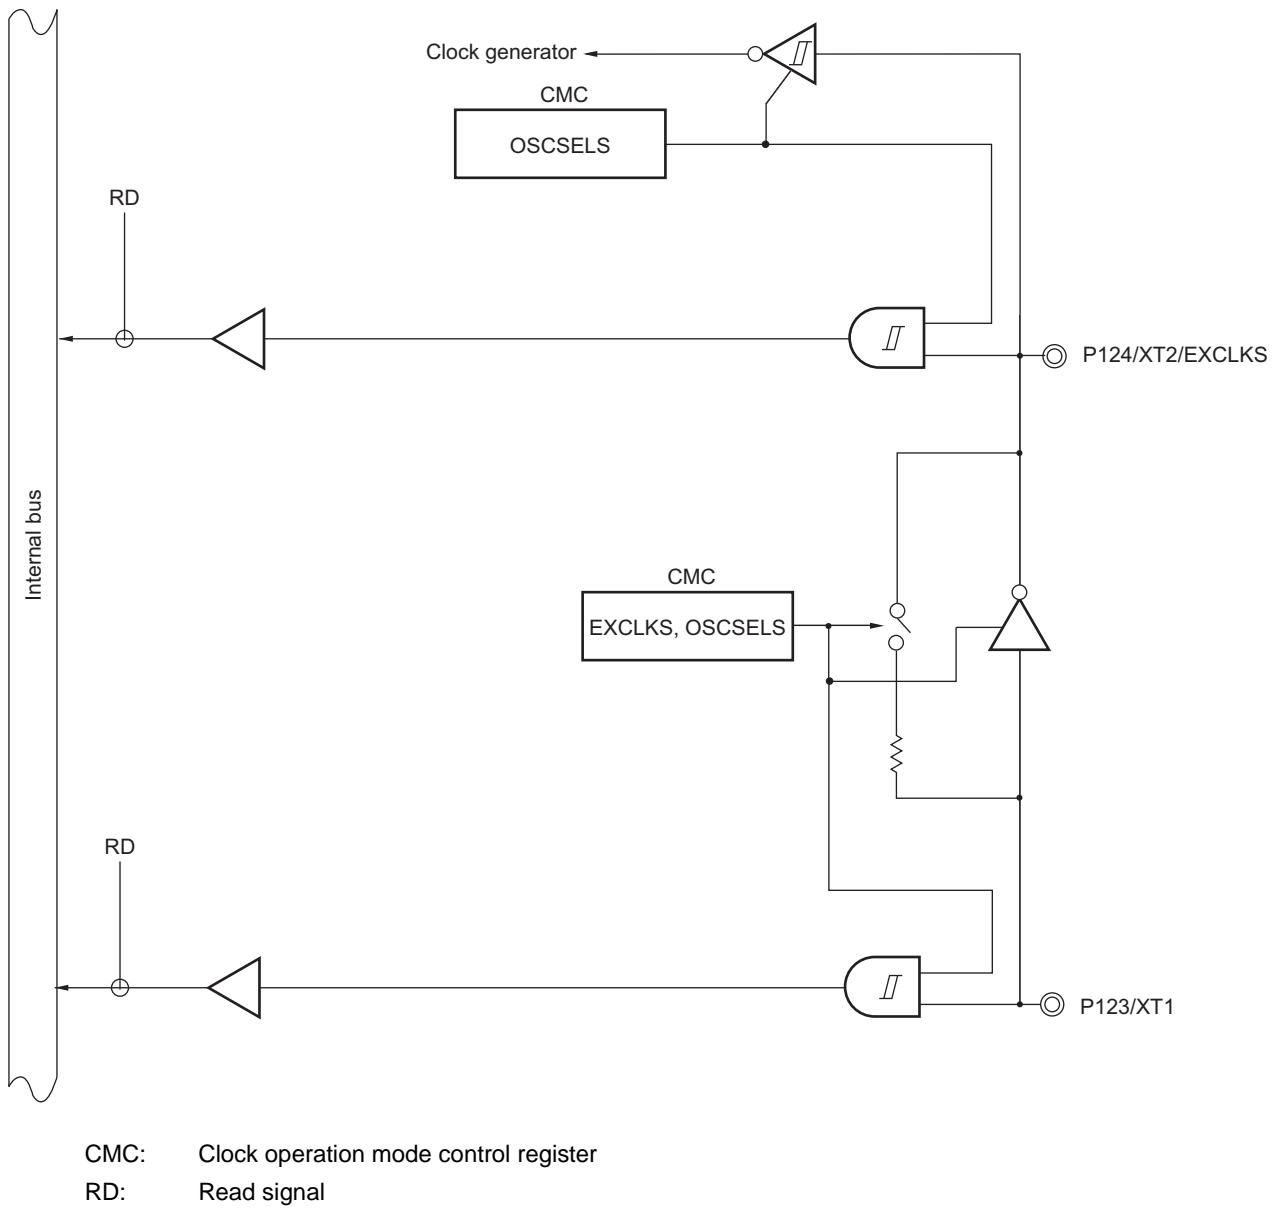 Clock generator
CMC
OSCSELS
RD
P124/XT2/EXCLKS
Internal bus
CMC
EXCLKS, OSCSELS
RD
P123/XT1
CMC: Clock operation mode control register
RD: Read signal